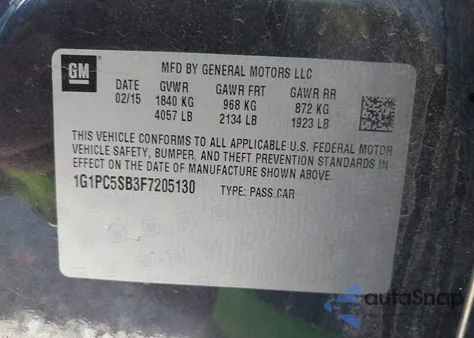 GM
MFD BY GENERAL MOTORS LLC
DATE GVWR GAWR FRT GAWR RR
02/15 1840 KG 968 KG 872 KG
4057 LB 2134 LB 1923 LB
THIS VEHICLE CONFORMS TO ALL APPLICABLE U.S. FEDERAL MOTOR
VEHICLE SAFETY, BUMPER, AND THEFT PREVENTION STANDARDS IN
EFFECT ON THE DATE OF MANUFACTURE SHOWN ABOVE.
1G1PC5SB3F7205130 TYPE: PASS CAR
autoSnap